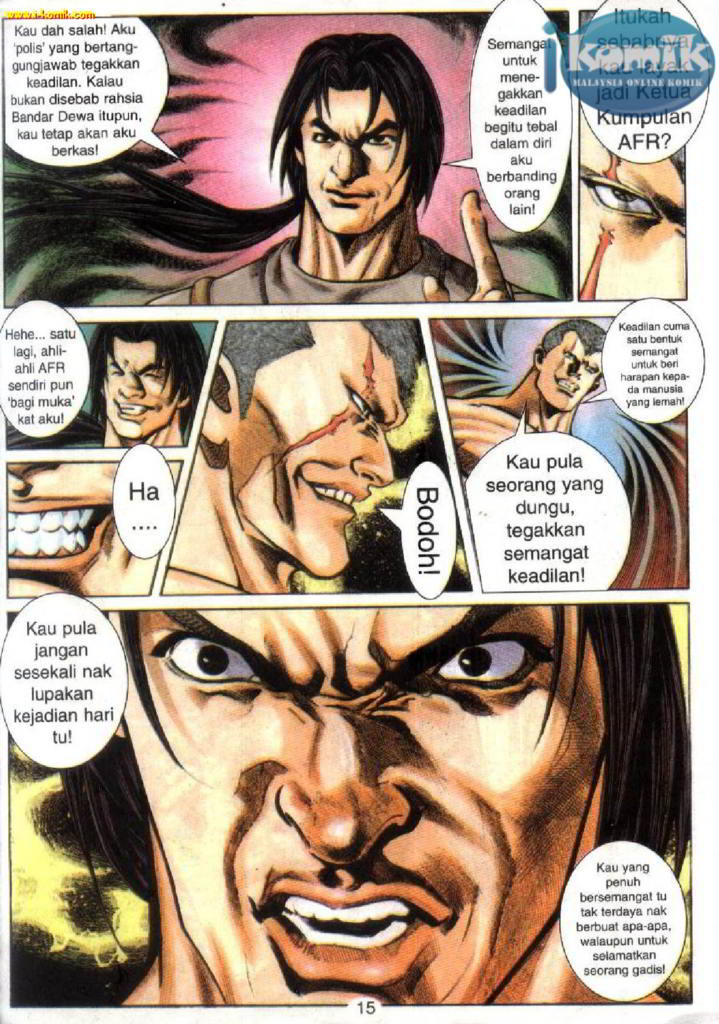 www.i-komik.com
Kau dah salah! Aku
'polis' yang bertang-
gungjawab tegakkan
keadilan. Kalau
bukan disebab rahsia
Bandar Dewa itupun,
kau tetap akan aku
berkas!
Semangat
untuk
mene-
gakkan
keadilan
begitu tebal
dalam diri
aku
berbanding
orang
lain!
Itukah
sebabnya
kau layak
jadi Ketua
Kumpulan
AFR?
iKomik
MALAYSIA ONLINE KOMIK
Hehe... satu
lagi, ahli-
ahli AFR
sendiri pun
'bagi muka'
kat aku!
Ha
....
Bodoh!
Keadilan cuma
satu bentuk
semangat
untuk beri
harapan kepa-
da manusia
yang lemah!
Kau pula
seorang yang
dungu,
tegakkan
semangat
keadilan!
Kau pula
jangan
sesekali nak
lupakan
kejadian hari
tu!
Kau yang
penuh
bersemangat tu
tak terdaya nak
berbuat apa-apa,
walaupun untuk
selamatkan
seorang gadis!
15